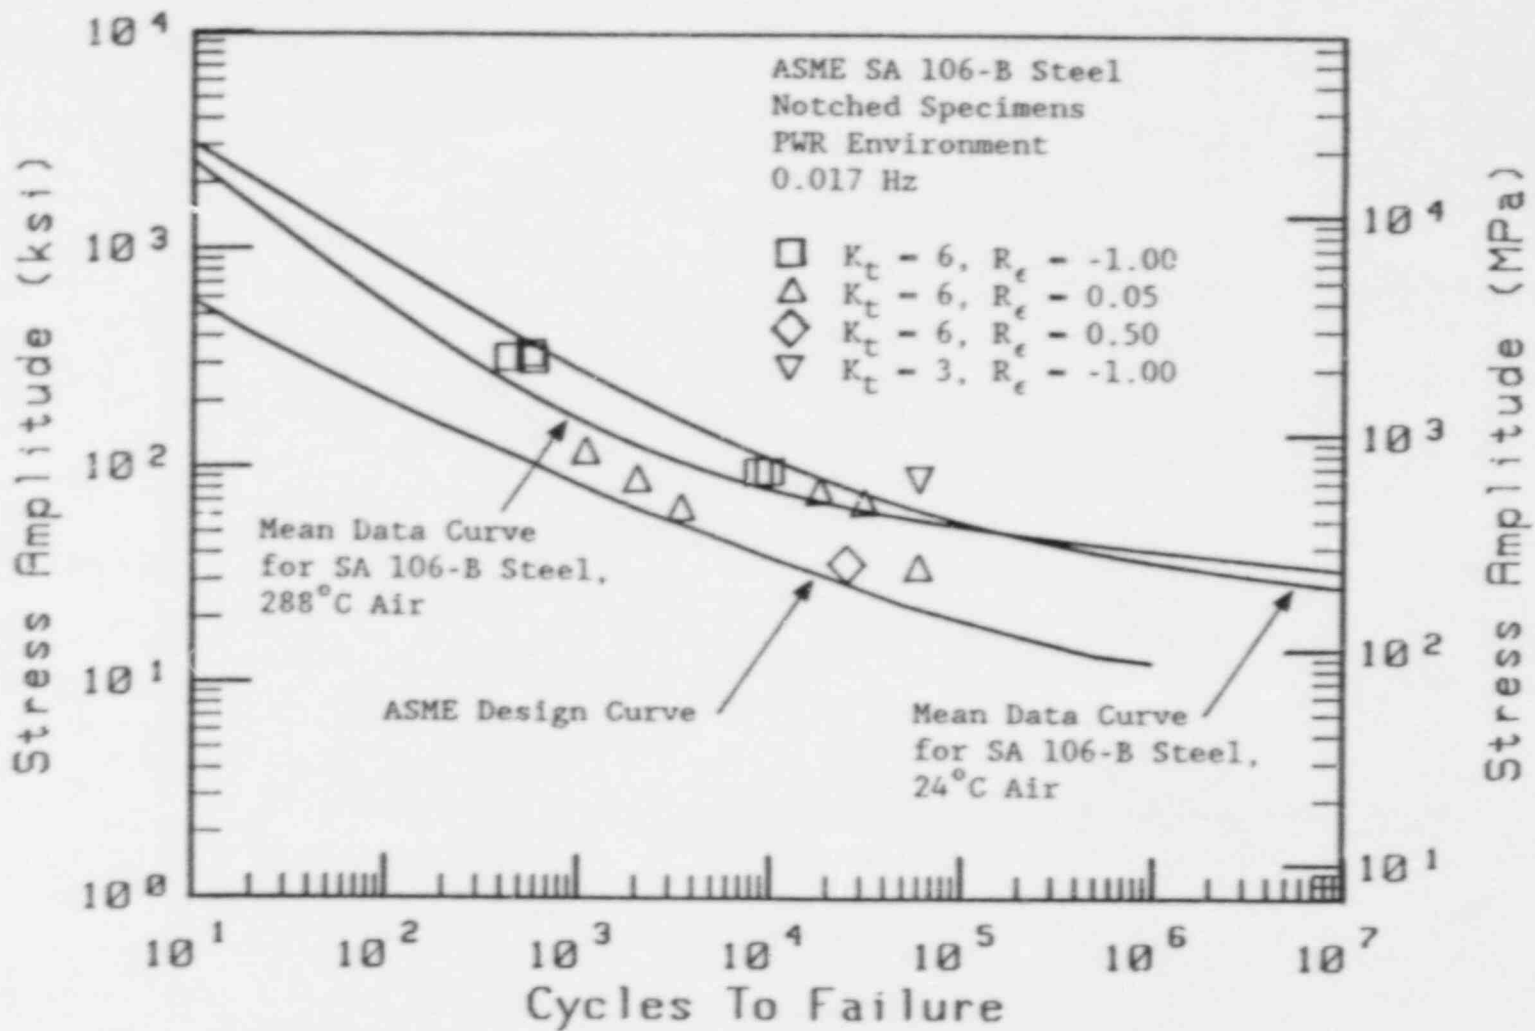 Stress Amplitude (ksi)
10^4
10^3
10^2
10^1
10^0
ASME SA 106-B Steel
Notched Specimens
PWR Environment
0.017 Hz
□ K_t = 6, R_ε = -1.00
△ K_t = 6, R_ε = 0.05
◇ K_t = 6, R_ε = 0.50
▽ K_t = 3, R_ε = -1.00
Mean Data Curve
for SA 106-B Steel,
288°C Air
ASME Design Curve
Mean Data Curve
for SA 106-B Steel,
24°C Air
10^4
10^3
10^2
10^1
Stress Amplitude (MPa)
10^1 10^2 10^3 10^4 10^5 10^6 10^7
Cycles To Failure